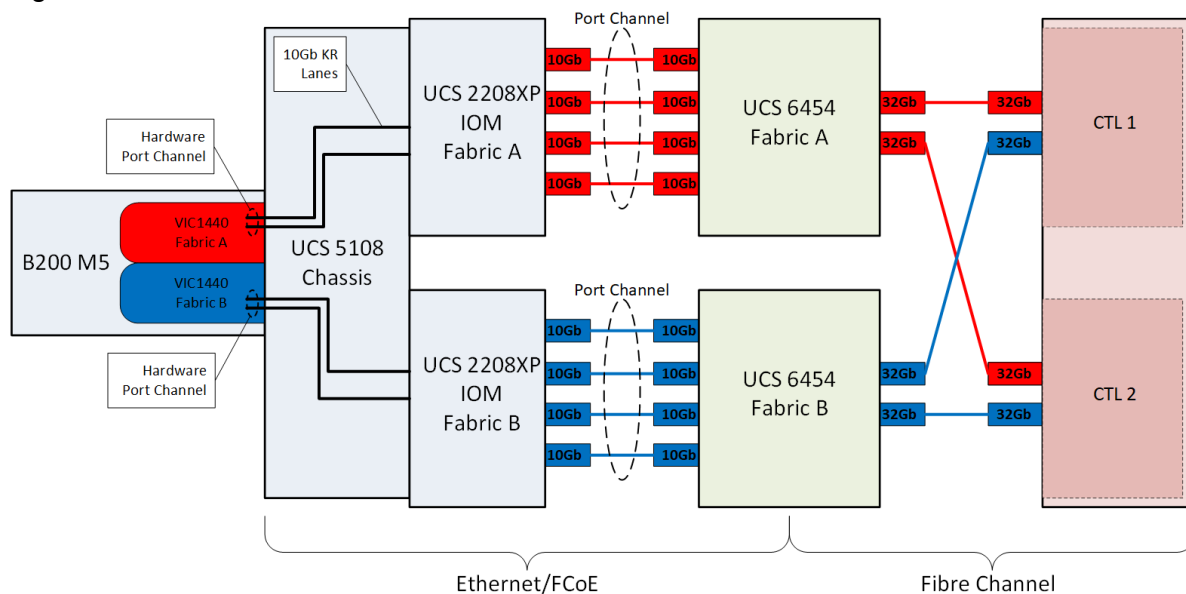 Port Channel
10Gb KR
Lanes
Hardware
Port Channel
B200 M5
VIC1440
Fabric A
VIC1440
Fabric B
Hardware
Port Channel
UCS 5108
Chassis
UCS 2208XP
IOM
Fabric A
10Gb 10Gb
10Gb 10Gb
10Gb 10Gb
10Gb 10Gb
UCS 6454
Fabric A
32Gb 32Gb
32Gb 32Gb
CTL 1
Port Channel
UCS 2208XP
IOM
Fabric B
10Gb 10Gb
10Gb 10Gb
10Gb 10Gb
10Gb 10Gb
UCS 6454
Fabric B
32Gb 32Gb
32Gb 32Gb
CTL 2
Ethernet/FCoE
Fibre Channel